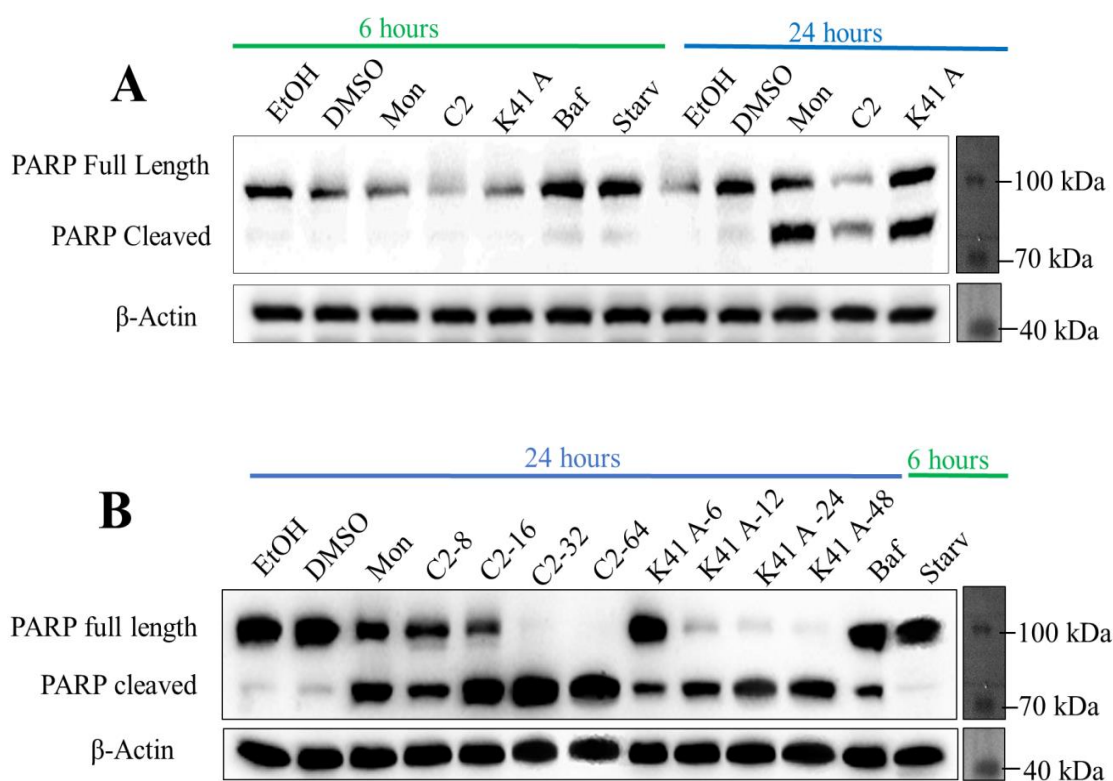 6 hours 24 hours
A
EtOH DMSO Mon C2 K41 A Baf Starv EtOH DMSO Mon C2 K41 A
PARP Full Length
100 kDa
PARP Cleaved
70 kDa
β-Actin
40 kDa
24 hours 6 hours
B
EtOH DMSO Mon C2-8 C2-16 C2-32 C2-64 K41 A-6 K41 A-12 K41 A -24 K41 A-48 Baf Starv
PARP full length
100 kDa
PARP cleaved
70 kDa
β-Actin
40 kDa